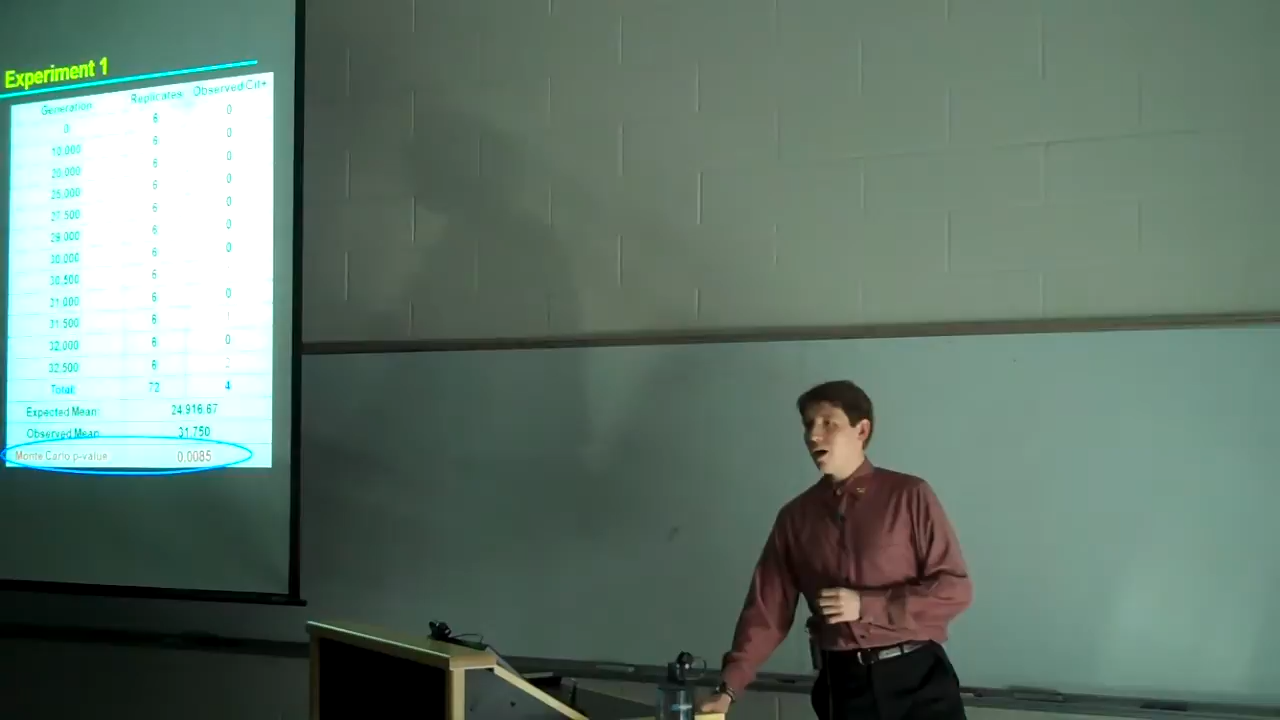 Experiment 1
Generation Replicates Observed Cit+
0 6 0
10,000 6 0
20,000 6 0
25,000 6 0
27,500 6 0
29,000 6 0
30,000 6 0
30,500 6
31,000 6 0
31,500 6 1
32,000 6 0
32,500 6
Total: 72 4
Expected Mean: 24,916.67
Observed Mean: 31,750
Monte Carlo p-value 0.0085